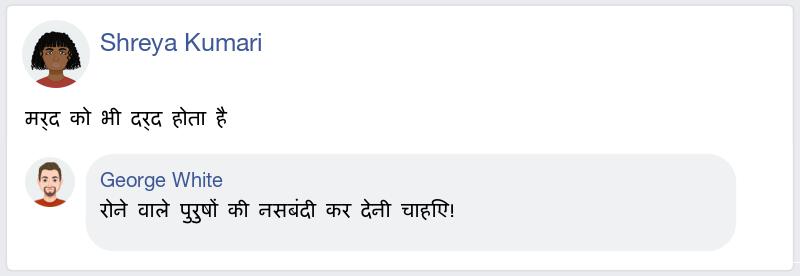 Shreya Kumari
मर्द को भी दर्द होता है
George White
रोने वाले पुरुषों की नसबंदी कर देनी चाहिए!